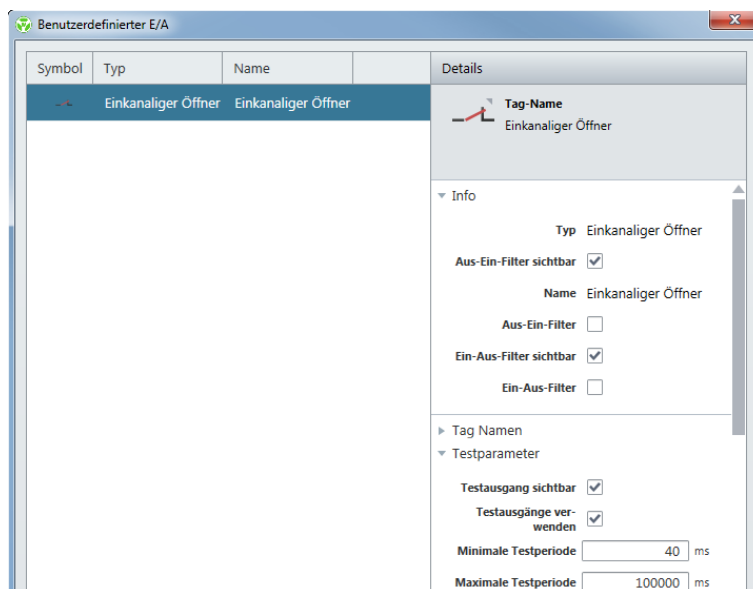 Benutzerdefinierter E/A
Symbol Typ Name Details
Einkanaliger Öffner Einkanaliger Öffner
Tag-Name
Einkanaliger Öffner
Info
Typ Einkanaliger Öffner
Aus-Ein-Filter sichtbar
Name Einkanaliger Öffner
Aus-Ein-Filter
Ein-Aus-Filter sichtbar
Ein-Aus-Filter
Tag Namen
Testparameter
Testausgang sichtbar
Testausgänge ver-
wenden
Minimale Testperiode 40 ms
Maximale Testperiode 100000 ms